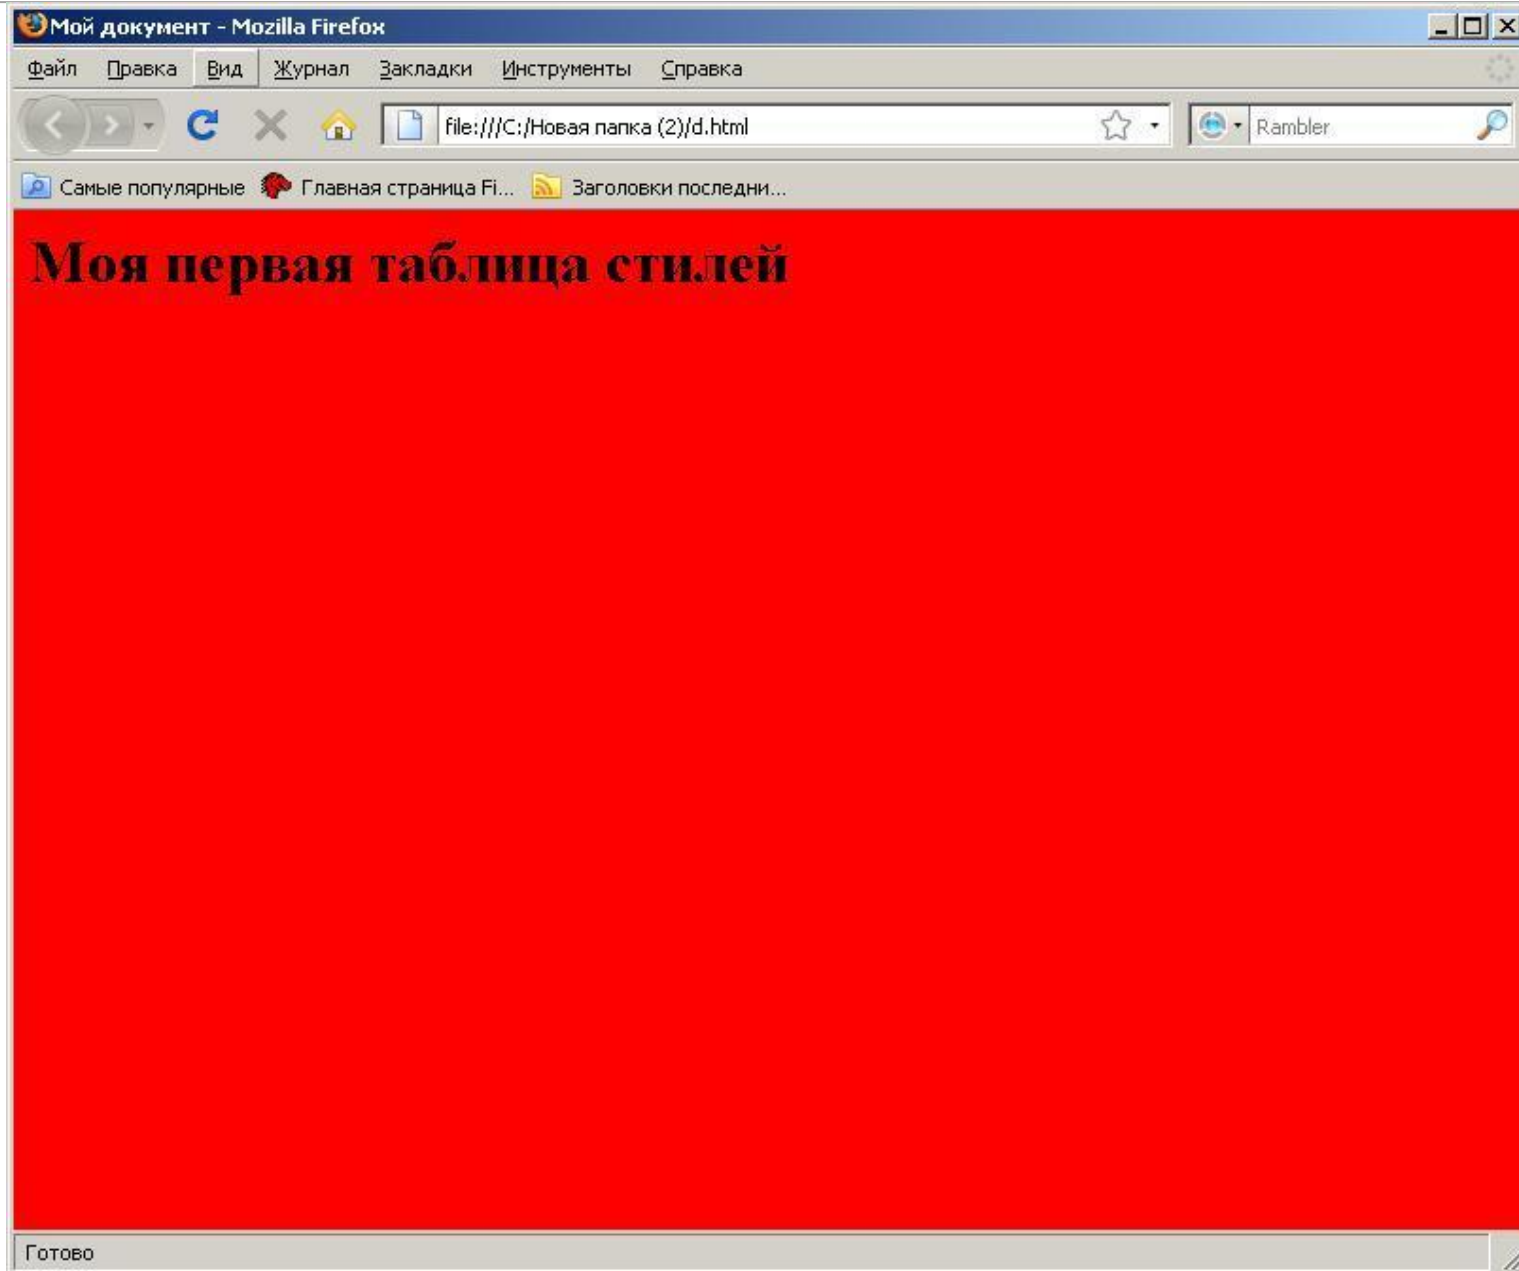 Мой документ - Mozilla Firefox
Файл Правка Вид Журнал Закладки Инструменты Справка
file:///C:/Новая папка (2)/d.html Rambler
Самые популярные Главная страница Fi... Заголовки последни...
Моя первая таблица стилей
Готово